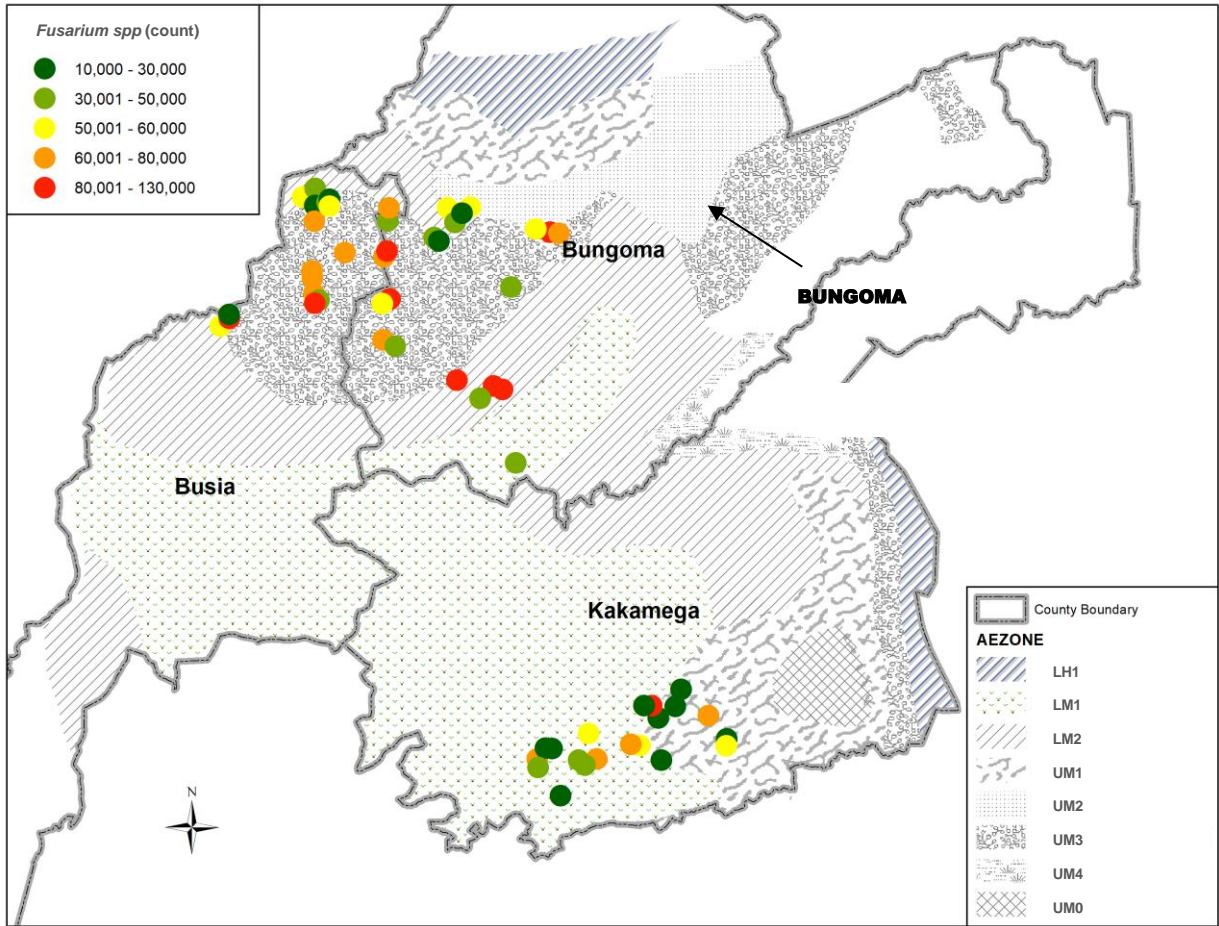 Fusarium spp (count)
10,000 - 30,000
30,001 - 50,000
50,001 - 60,000
60,001 - 80,000
80,001 - 130,000
Bungoma
BUNGOMA
Busia
Kakamega
N
County Boundary
AEZONE
LH1
LM1
LM2
UM1
UM2
UM3
UM4
UM0